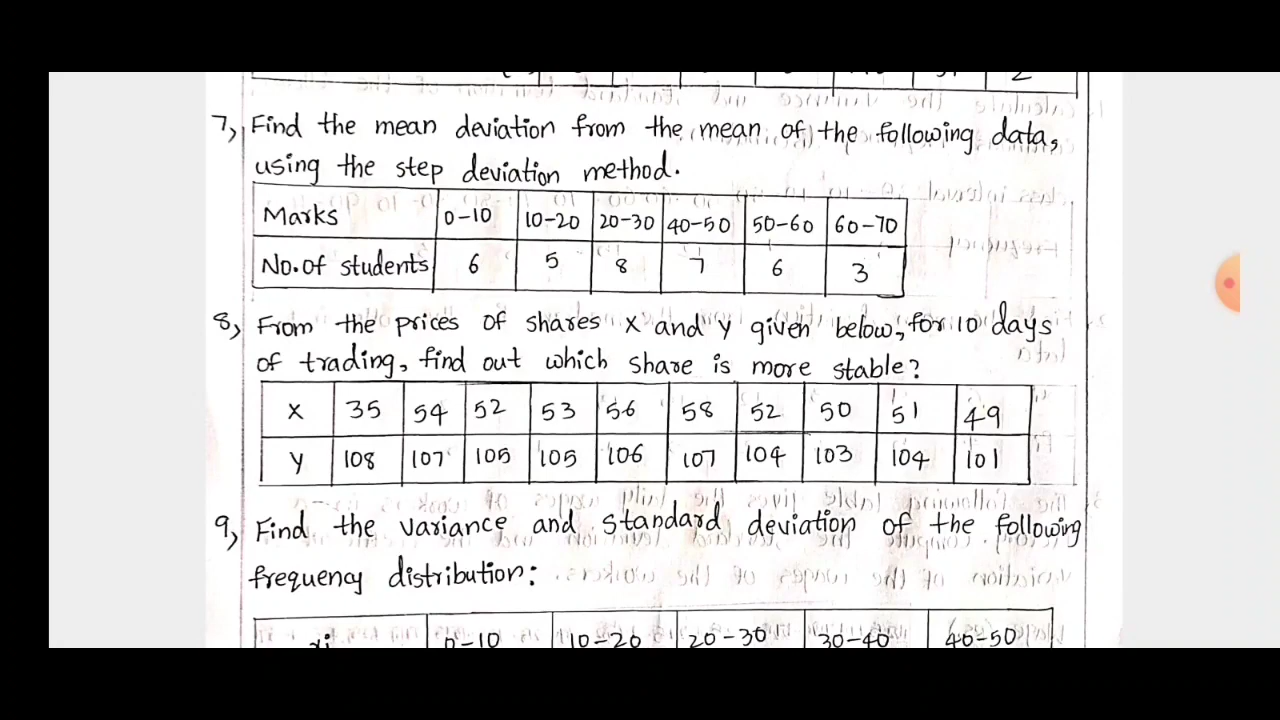 7, Find the mean deviation from the mean of the following data,
using the step deviation method.
Marks 0-10 10-20 20-30 40-50 50-60 60-70
No. of students 6 5 8 7 6 3
8, From the prices of shares X and Y given below, for 10 days
of trading, find out which share is more stable?
X 35 54 52 53 56 58 52 50 51 49
Y 108 107 105 105 106 107 104 103 104 101
9, Find the variance and standard deviation of the following
frequency distribution:
xi 0-10 10-20 20-30 30-40 40-50